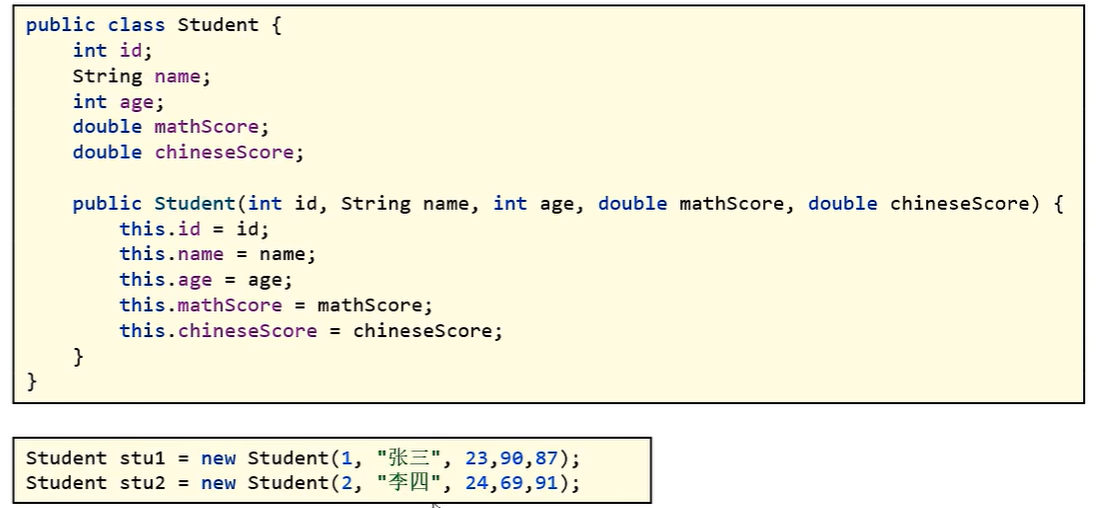 public class Student {
    int id;
    String name;
    int age;
    double mathScore;
    double chineseScore;
    public Student(int id, String name, int age, double mathScore, double chineseScore) {
        this.id = id;
        this.name = name;
        this.age = age;
        this.mathScore = mathScore;
        this.chineseScore = chineseScore;
    }
}
Student stu1 = new Student(1, "张三", 23,90,87);
Student stu2 = new Student(2, "李四", 24,69,91);